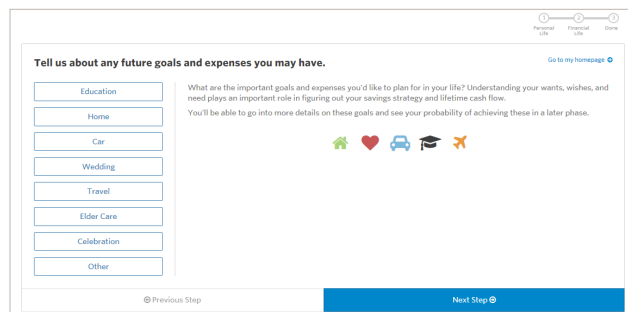 1 2 3
Personal Life Financial Life Done
Tell us about any future goals and expenses you may have.
Go to my homepage
Education
Home
Car
Wedding
Travel
Elder Care
Celebration
Other
What are the important goals and expenses you'd like to plan for in your life? Understanding your wants, wishes, and
need plays an important role in figuring out your savings strategy and lifetime cash flow.
You'll be able to go into more details on these goals and see your probability of achieving these in a later phase.
Previous Step
Next Step